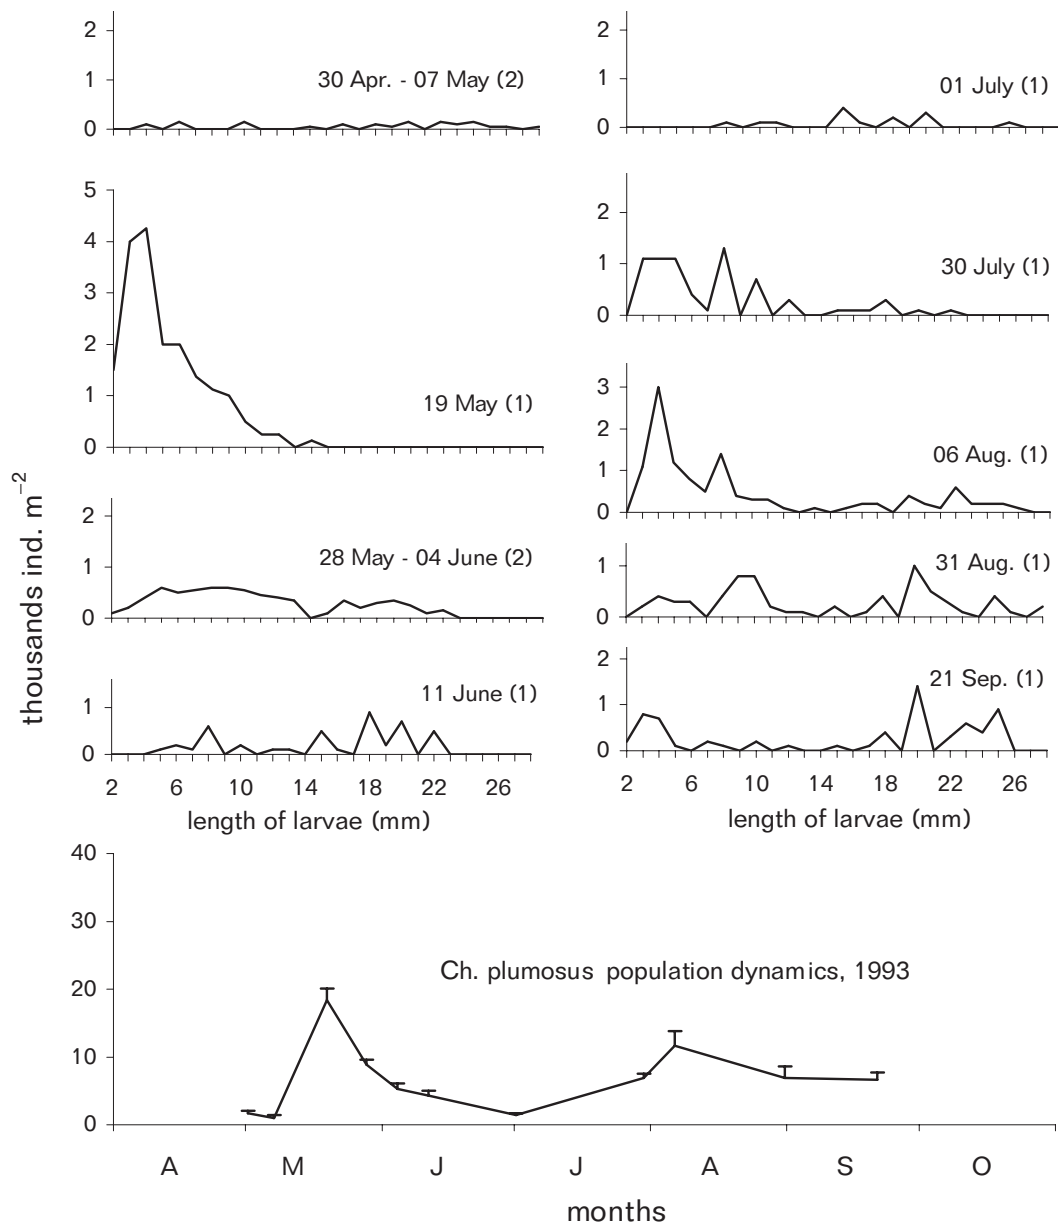 thousands ind. m⁻²
2
1
0
30 Apr. - 07 May (2)
5
4
3
2
1
0
19 May (1)
2
1
0
28 May - 04 June (2)
1
0
11 June (1)
2 6 10 14 18 22 26
length of larvae (mm)
2
1
0
01 July (1)
2
1
0
30 July (1)
3
2
1
0
06 Aug. (1)
1
0
31 Aug. (1)
2
1
0
21 Sep. (1)
2 6 10 14 18 22 26
length of larvae (mm)
40
30
20
10
0
Ch. plumosus population dynamics, 1993
A M J J A S O
months